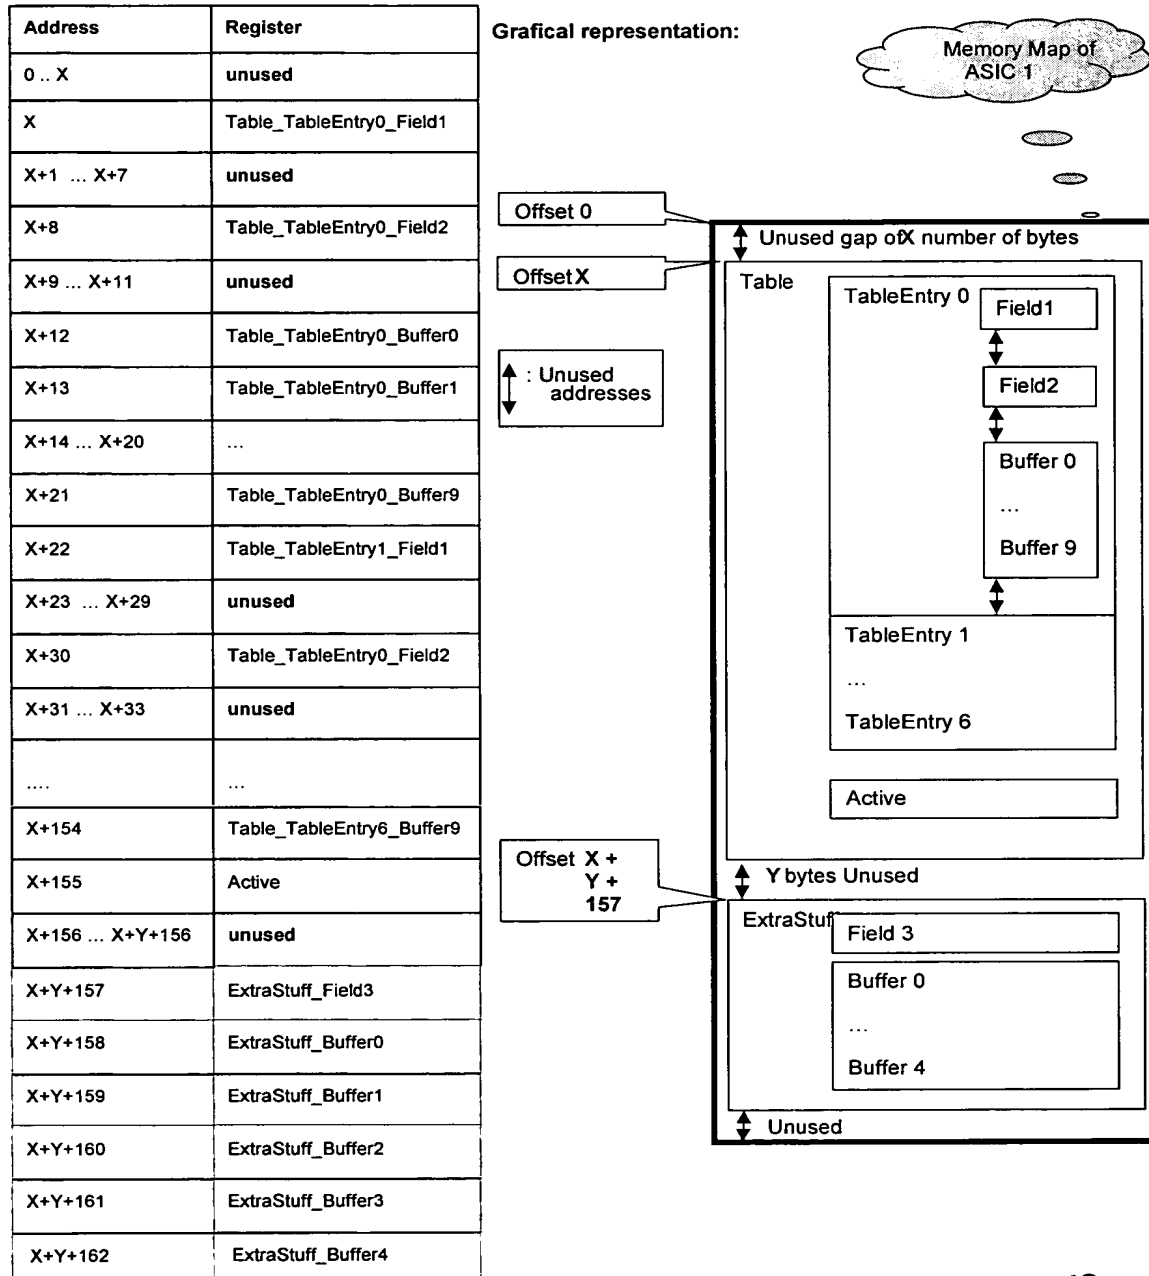 Address Register
0 .. X unused
X Table_TableEntry0_Field1
X+1 ... X+7 unused
X+8 Table_TableEntry0_Field2
X+9 ... X+11 unused
X+12 Table_TableEntry0_Buffer0
X+13 Table_TableEntry0_Buffer1
X+14 ... X+20 ...
X+21 Table_TableEntry0_Buffer9
X+22 Table_TableEntry1_Field1
X+23 ... X+29 unused
X+30 Table_TableEntry0_Field2
X+31 ... X+33 unused
.... ...
X+154 Table_TableEntry6_Buffer9
X+155 Active
X+156 ... X+Y+156 unused
X+Y+157 ExtraStuff_Field3
X+Y+158 ExtraStuff_Buffer0
X+Y+159 ExtraStuff_Buffer1
X+Y+160 ExtraStuff_Buffer2
X+Y+161 ExtraStuff_Buffer3
X+Y+162 ExtraStuff_Buffer4
Grafical representation:
Memory Map of
ASIC 1
Offset 0
Unused gap of X number of bytes
Offset X
Table
TableEntry 0
Field1
: Unused
addresses
Field2
Buffer 0
...
Buffer 9
TableEntry 1
...
TableEntry 6
Active
Offset X +
Y +
157
Y bytes Unused
ExtraStuf
Field 3
Buffer 0
...
Buffer 4
Unused